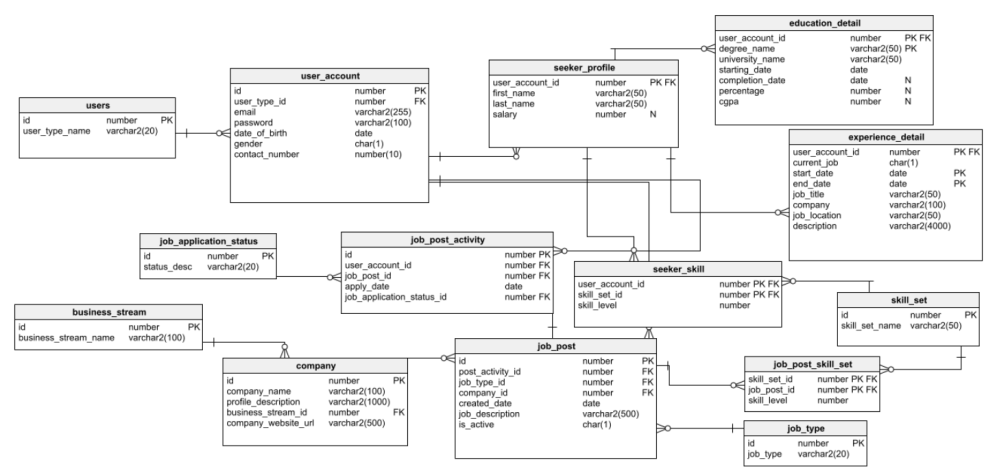 education_detail
user_account_id number PK FK
degree_name varchar2(50) PK
university_name varchar2(50)
starting_date date
completion_date date N
percentage number N
cgpa number N
seeker_profile
user_account_id number PK FK
first_name varchar2(50)
last_name varchar2(50)
salary number N
user_account
id number PK
user_type_id number FK
email varchar2(255)
password varchar2(100)
date_of_birth date
gender char(1)
contact_number number(10)
users
id number PK
user_type_name varchar2(20)
experience_detail
user_account_id number PK FK
current_job char(1)
start_date date PK
end_date date PK
job_title varchar2(50)
company varchar2(100)
job_location varchar2(50)
description varchar2(4000)
job_application_status
id number PK
status_desc varchar2(20)
job_post_activity
id number PK
user_account_id number FK
job_post_id number FK
apply_date date
job_application_status_id number FK
seeker_skill
user_account_id number PK FK
skill_set_id number PK FK
skill_level number
skill_set
id number PK
skill_set_name varchar2(50)
business_stream
id number PK
business_stream_name varchar2(100)
company
id number PK
company_name varchar2(100)
profile_description varchar2(1000)
business_stream_id number FK
company_website_url varchar2(500)
job_post
id number PK
post_activity_id number FK
job_type_id number FK
company_id number FK
created_date date
job_description varchar2(500)
is_active char(1)
job_post_skill_set
skill_set_id number PK FK
job_post_id number PK FK
skill_level number
job_type
id number PK
job_type varchar2(20)